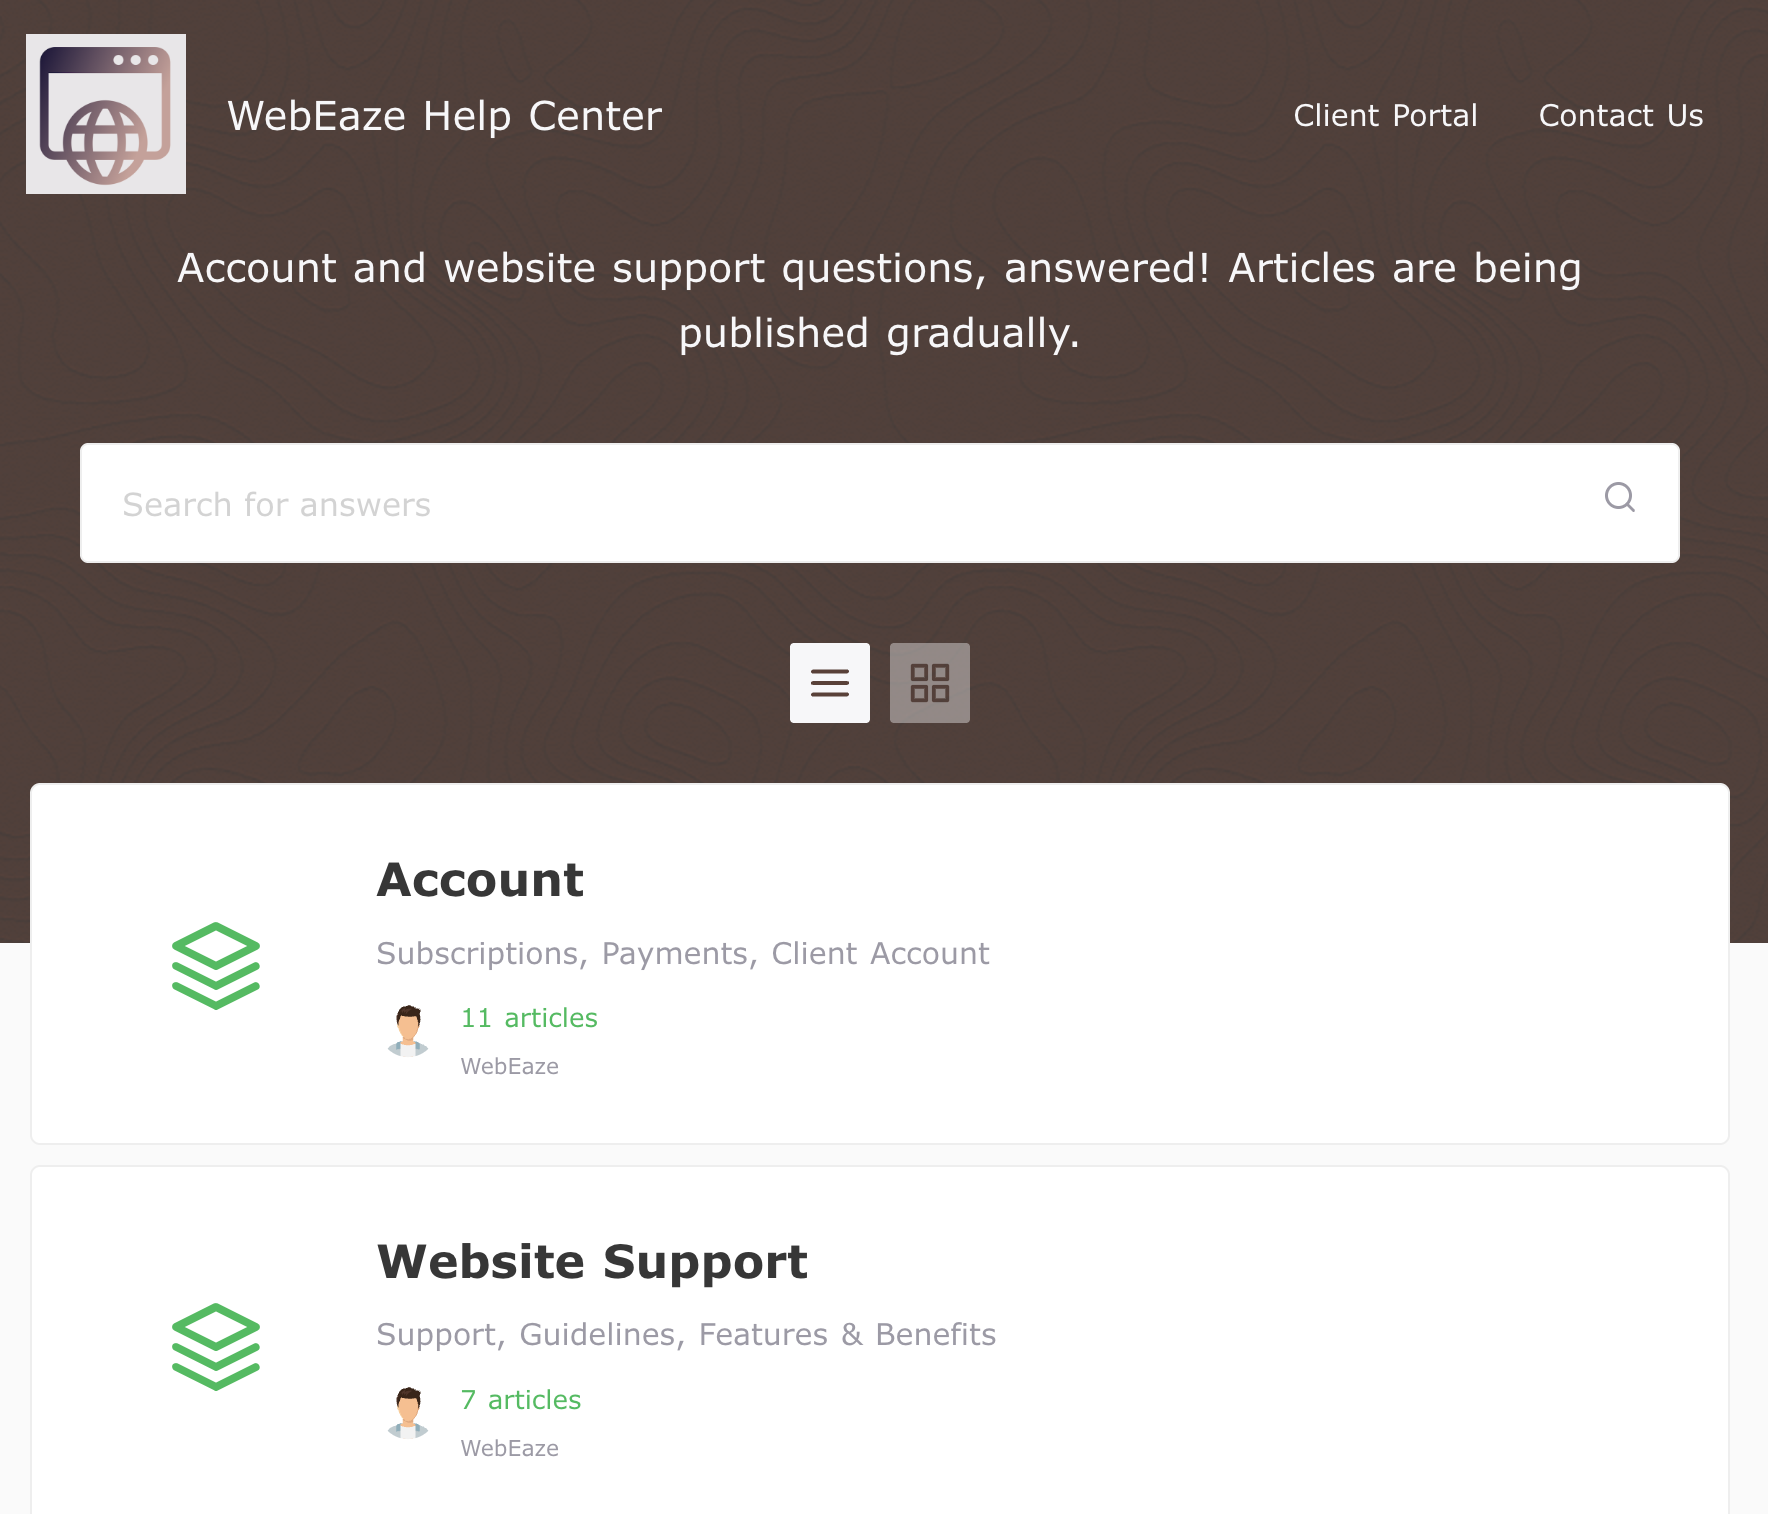 WebEaze Help Center
Client Portal
Contact Us
Account and website support questions, answered! Articles are being
published gradually.
Search for answers
Account
Subscriptions, Payments, Client Account
11 articles
WebEaze
Website Support
Support, Guidelines, Features & Benefits
7 articles
WebEaze